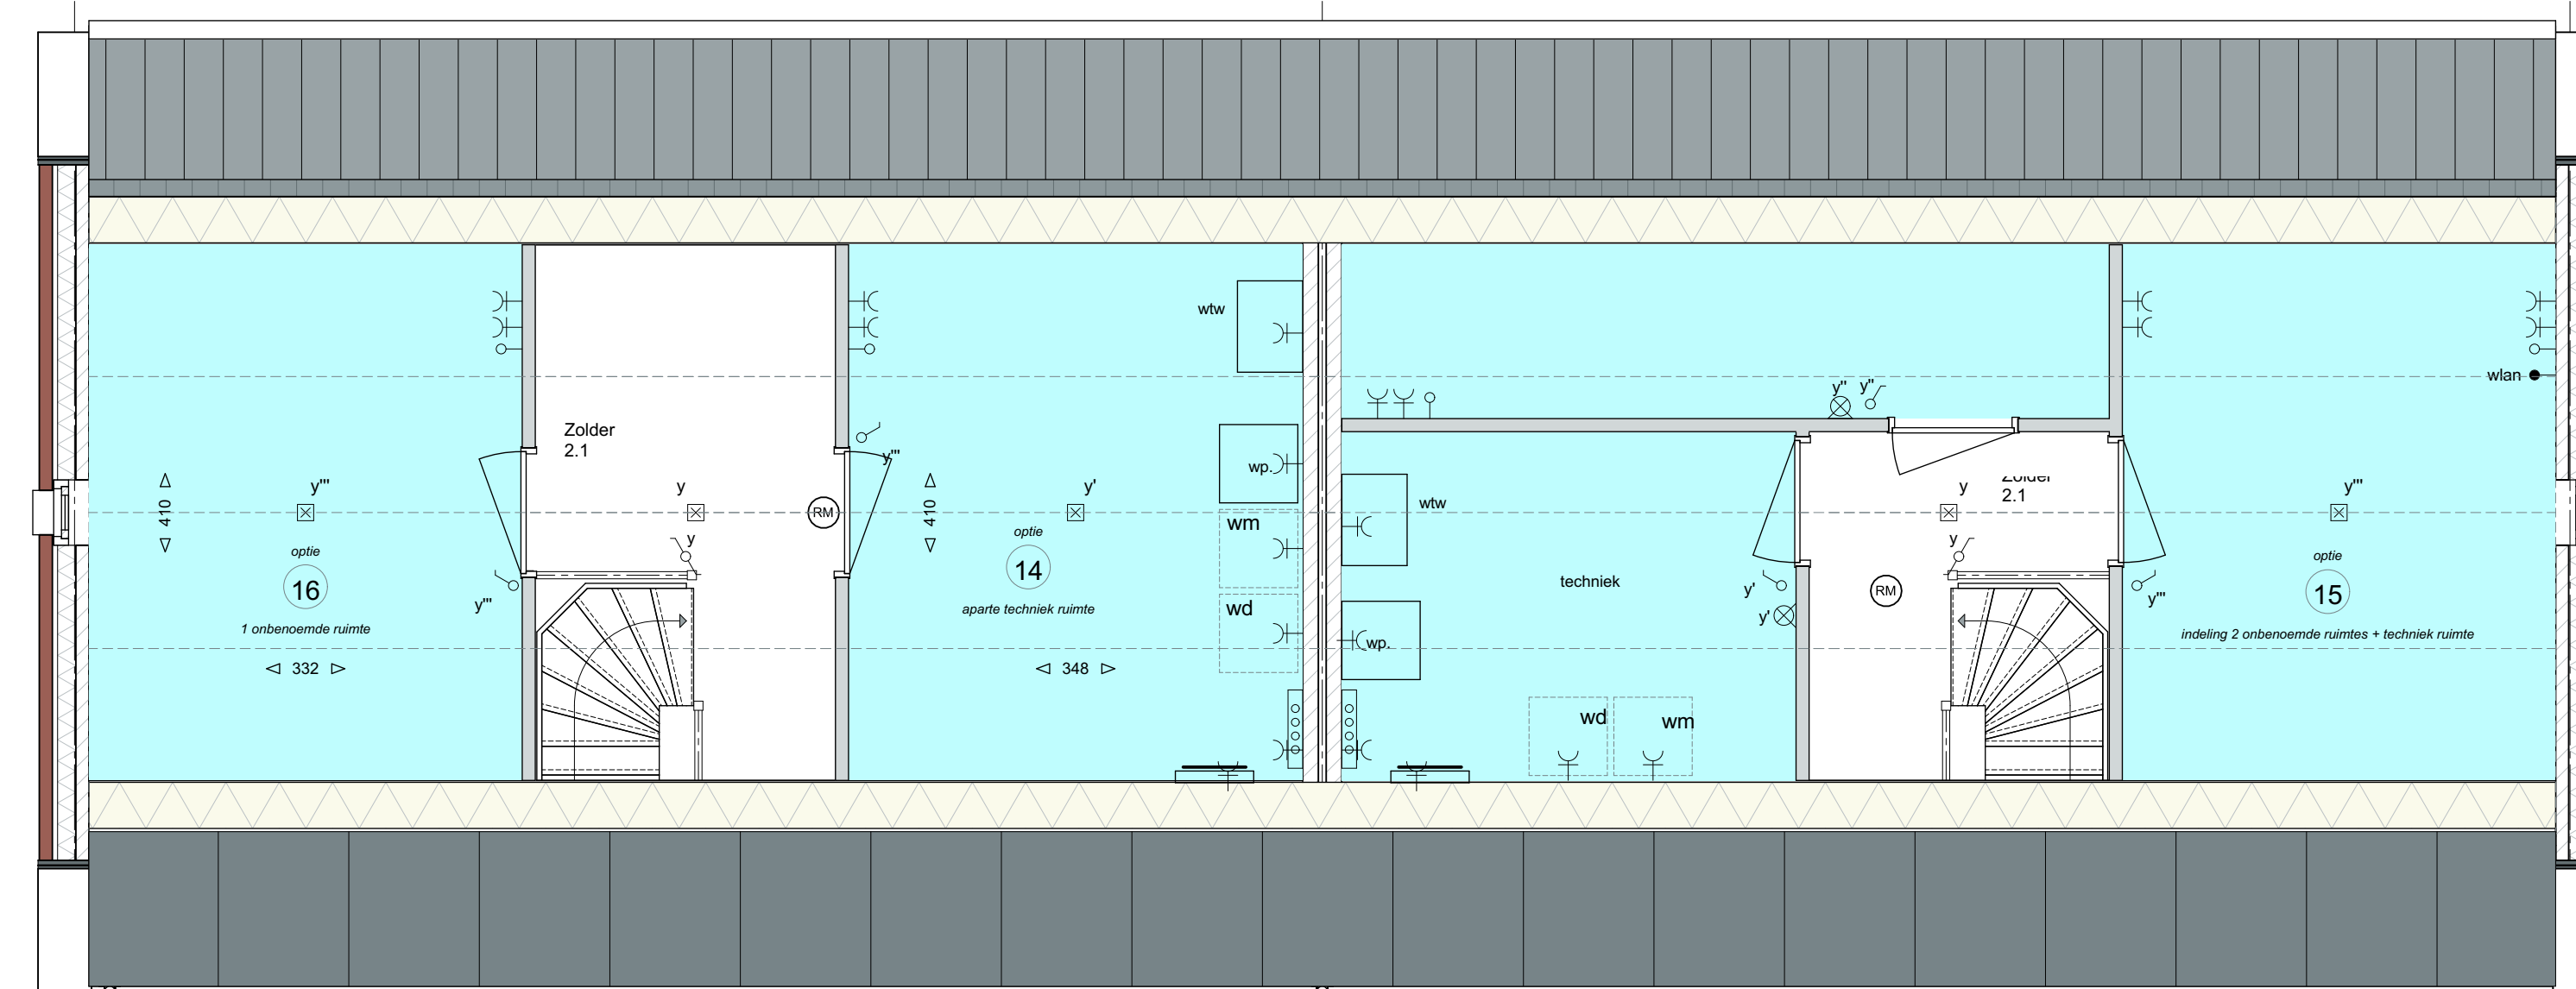 wtw
wlan
y'' y''
Zolder
2.1
y'''
wp.
410
y'''
y
RM
410
y'
wm
wtw
y
Zolder
2.1
y'''
optie
16
1 onbenoemde ruimte
y
optie
14
aparte techniek ruimte
techniek
y
RM
optie
15
indeling 2 onbenoemde ruimtes + techniek ruimte
y'''
wd
y'
y'
y'''
332
348
wp.
wd
wm